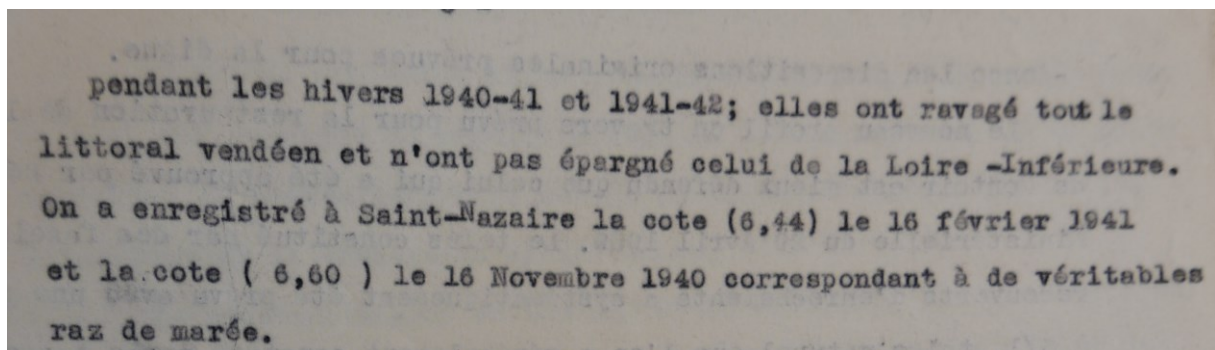 pendant les hivers 1940-41 et 1941-42; elles ont ravagé tout le
littoral vendéen et n'ont pas épargné celui de la Loire -Inférieure.
On a enregistré à Saint-Nazaire la cote (6,44) le 16 février 1941
et la cote ( 6,60 ) le 16 Novembre 1940 correspondant à de véritables
raz de marée.